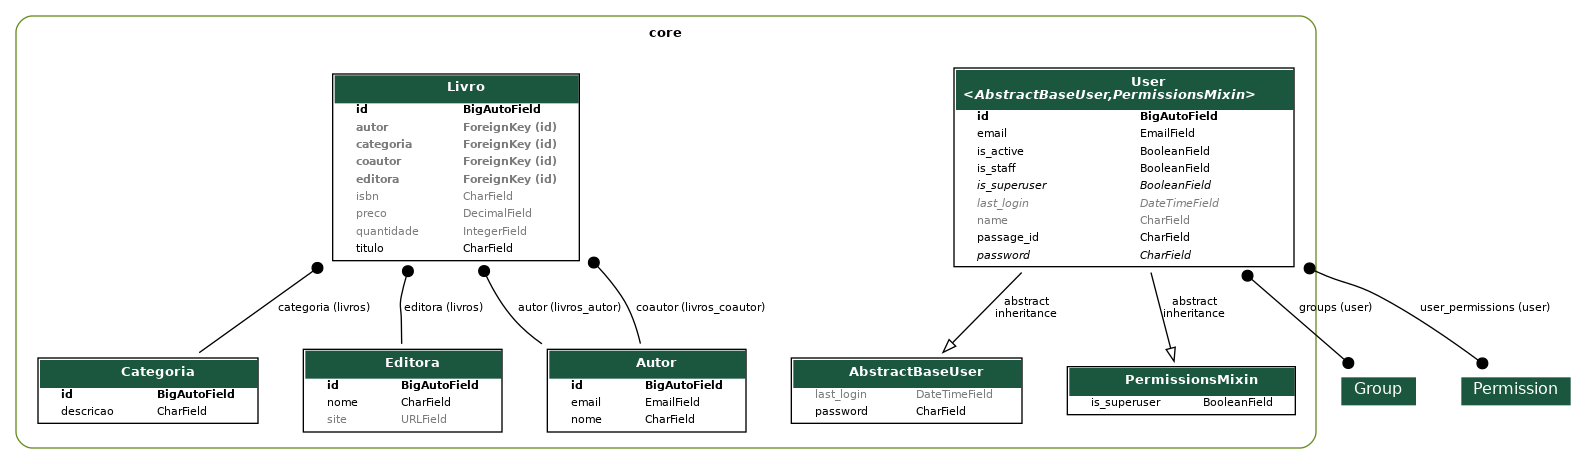 core
Livro
id BigAutoField
autor ForeignKey (id)
categoria ForeignKey (id)
coautor ForeignKey (id)
editora ForeignKey (id)
isbn CharField
preco DecimalField
quantidade IntegerField
titulo CharField
User
<AbstractBaseUser,PermissionsMixin>
id BigAutoField
email EmailField
is_active BooleanField
is_staff BooleanField
is_superuser BooleanField
last_login DateTimeField
name CharField
passage_id CharField
password CharField
categoria (livros)
editora (livros)
autor (livros_autor)
coautor (livros_coautor)
abstract
inheritance
abstract
inheritance
groups (user)
user_permissions (user)
Categoria
id BigAutoField
descricao CharField
Editora
id BigAutoField
nome CharField
site URLField
Autor
id BigAutoField
email EmailField
nome CharField
AbstractBaseUser
last_login DateTimeField
password CharField
PermissionsMixin
is_superuser BooleanField
Group
Permission